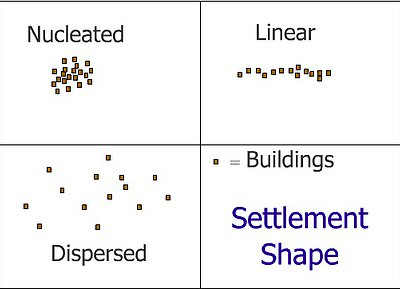 Nucleated
Linear
Dispersed
= Buildings
Settlement
Shape